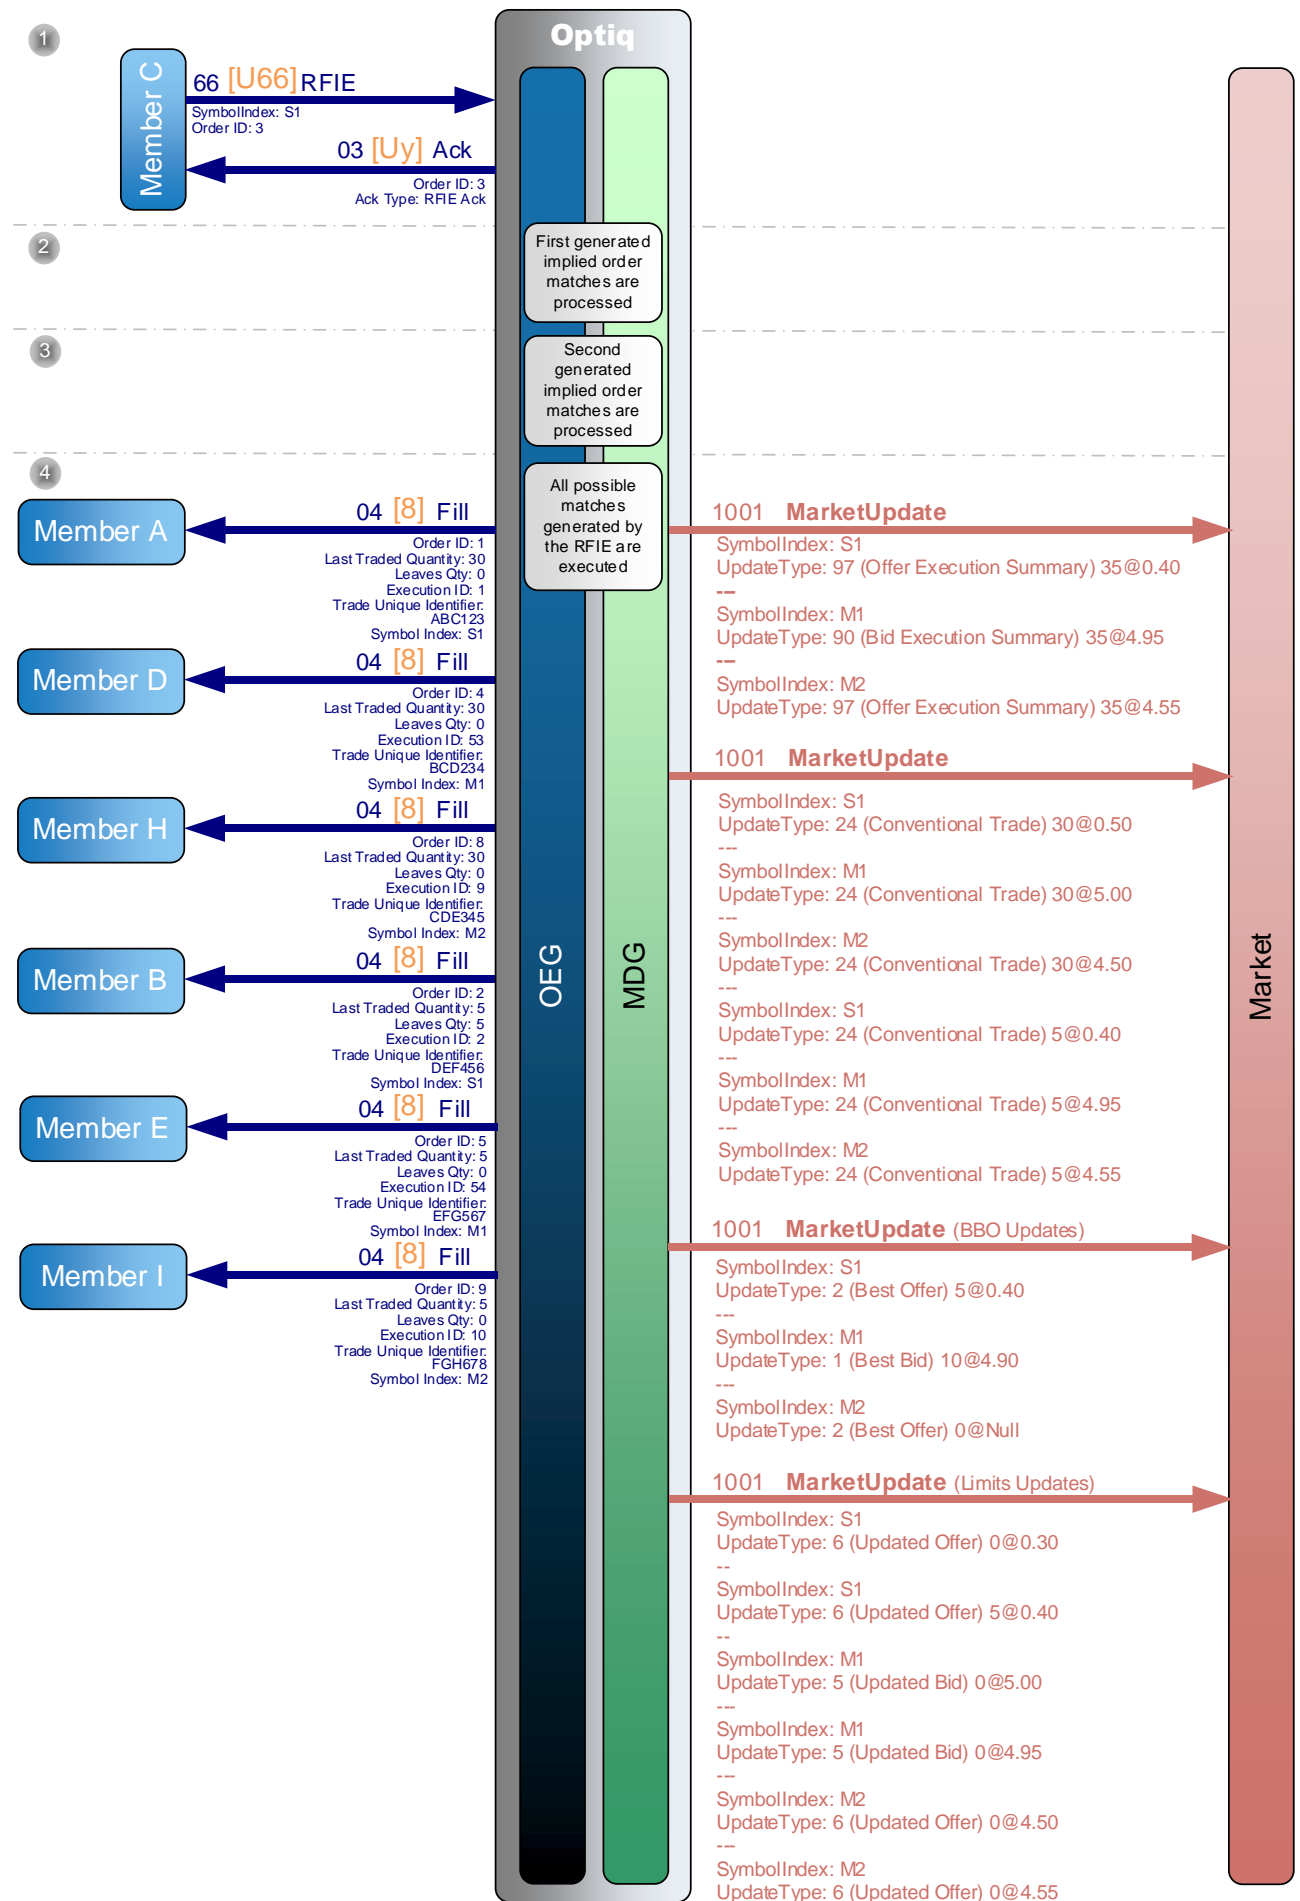 Optiq
1
Member C
66 [U66] RFIE
SymbolIndex: S1
Order ID: 3
03 [Uy] Ack
Order ID: 3
Ack Type: RFIE Ack
2
First generated
implied order
matches are
processed
3
Second
generated
implied order
matches are
processed
4
All possible
matches
generated by
the RFIE are
executed
OEG
MDG
Market
Member A
04 [8] Fill
Order ID: 1
Last Traded Quantity: 30
Leaves Qty: 0
Execution ID: 1
Trade Unique Identifier:
ABC123
Symbol Index: S1
Member D
04 [8] Fill
Order ID: 4
Last Traded Quantity: 30
Leaves Qty: 0
Execution ID: 53
Trade Unique Identifier:
BCD234
Symbol Index: M1
Member H
04 [8] Fill
Order ID: 8
Last Traded Quantity: 30
Leaves Qty: 0
Execution ID: 9
Trade Unique Identifier:
CDE345
Symbol Index: M2
Member B
04 [8] Fill
Order ID: 2
Last Traded Quantity: 5
Leaves Qty: 5
Execution ID: 2
Trade Unique Identifier:
DEF456
Symbol Index: S1
Member E
04 [8] Fill
Order ID: 5
Last Traded Quantity: 5
Leaves Qty: 0
Execution ID: 54
Trade Unique Identifier:
EFG567
Symbol Index: M1
Member I
04 [8] Fill
Order ID: 9
Last Traded Quantity: 5
Leaves Qty: 0
Execution ID: 10
Trade Unique Identifier:
FGH678
Symbol Index: M2
1001 MarketUpdate
SymbolIndex: S1
UpdateType: 97 (Offer Execution Summary) 35@0.40
---
SymbolIndex: M1
UpdateType: 90 (Bid Execution Summary) 35@4.95
---
SymbolIndex: M2
UpdateType: 97 (Offer Execution Summary) 35@4.55
1001 MarketUpdate
SymbolIndex: S1
UpdateType: 24 (Conventional Trade) 30@0.50
---
SymbolIndex: M1
UpdateType: 24 (Conventional Trade) 30@5.00
---
SymbolIndex: M2
UpdateType: 24 (Conventional Trade) 30@4.50
---
SymbolIndex: S1
UpdateType: 24 (Conventional Trade) 5@0.40
---
SymbolIndex: M1
UpdateType: 24 (Conventional Trade) 5@4.95
---
SymbolIndex: M2
UpdateType: 24 (Conventional Trade) 5@4.55
1001 MarketUpdate (BBO Updates)
SymbolIndex: S1
UpdateType: 2 (Best Offer) 5@0.40
---
SymbolIndex: M1
UpdateType: 1 (Best Bid) 10@4.90
---
SymbolIndex: M2
UpdateType: 2 (Best Offer) 0@Null
1001 MarketUpdate (Limits Updates)
SymbolIndex: S1
UpdateType: 6 (Updated Offer) 0@0.30
--
SymbolIndex: S1
UpdateType: 6 (Updated Offer) 5@0.40
--
SymbolIndex: M1
UpdateType: 5 (Updated Bid) 0@5.00
---
SymbolIndex: M1
UpdateType: 5 (Updated Bid) 0@4.95
---
SymbolIndex: M2
UpdateType: 6 (Updated Offer) 0@4.50
---
SymbolIndex: M2
UpdateType: 6 (Updated Offer) 0@4.55